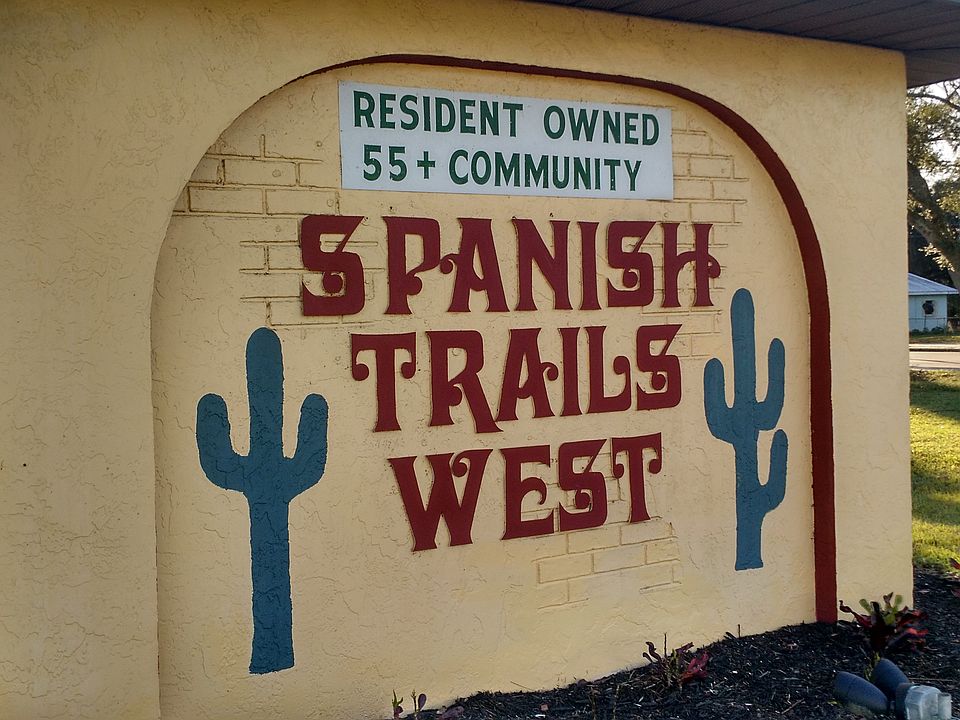 RESIDENT OWNED
55+ COMMUNITY
SPANISH
TRAILS
WEST